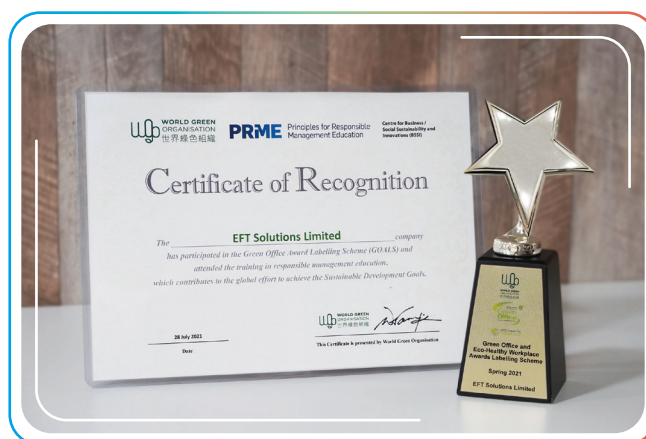 WORLD GREEN
ORGANISATION
世界綠色組織
PRME
Principles for Responsible
Management Education
Centre for Business /
Social Sustainability and
Innovations (BSSI)
Certificate of Recognition
The EFT Solutions Limited company
has participated in the Green Office Award Labelling Scheme (GOALS) and
attended the training in responsible management education,
which contributes to the global effort to achieve the Sustainable Development Goals.
WORLD GREEN
ORGANISATION
世界綠色組織
28 July 2021
Date
This Certificate is presented by World Green Organisation
Green Office and
Eco-Healthy Workplace
Awards Labelling Scheme
Spring 2021
EFT Solutions Limited